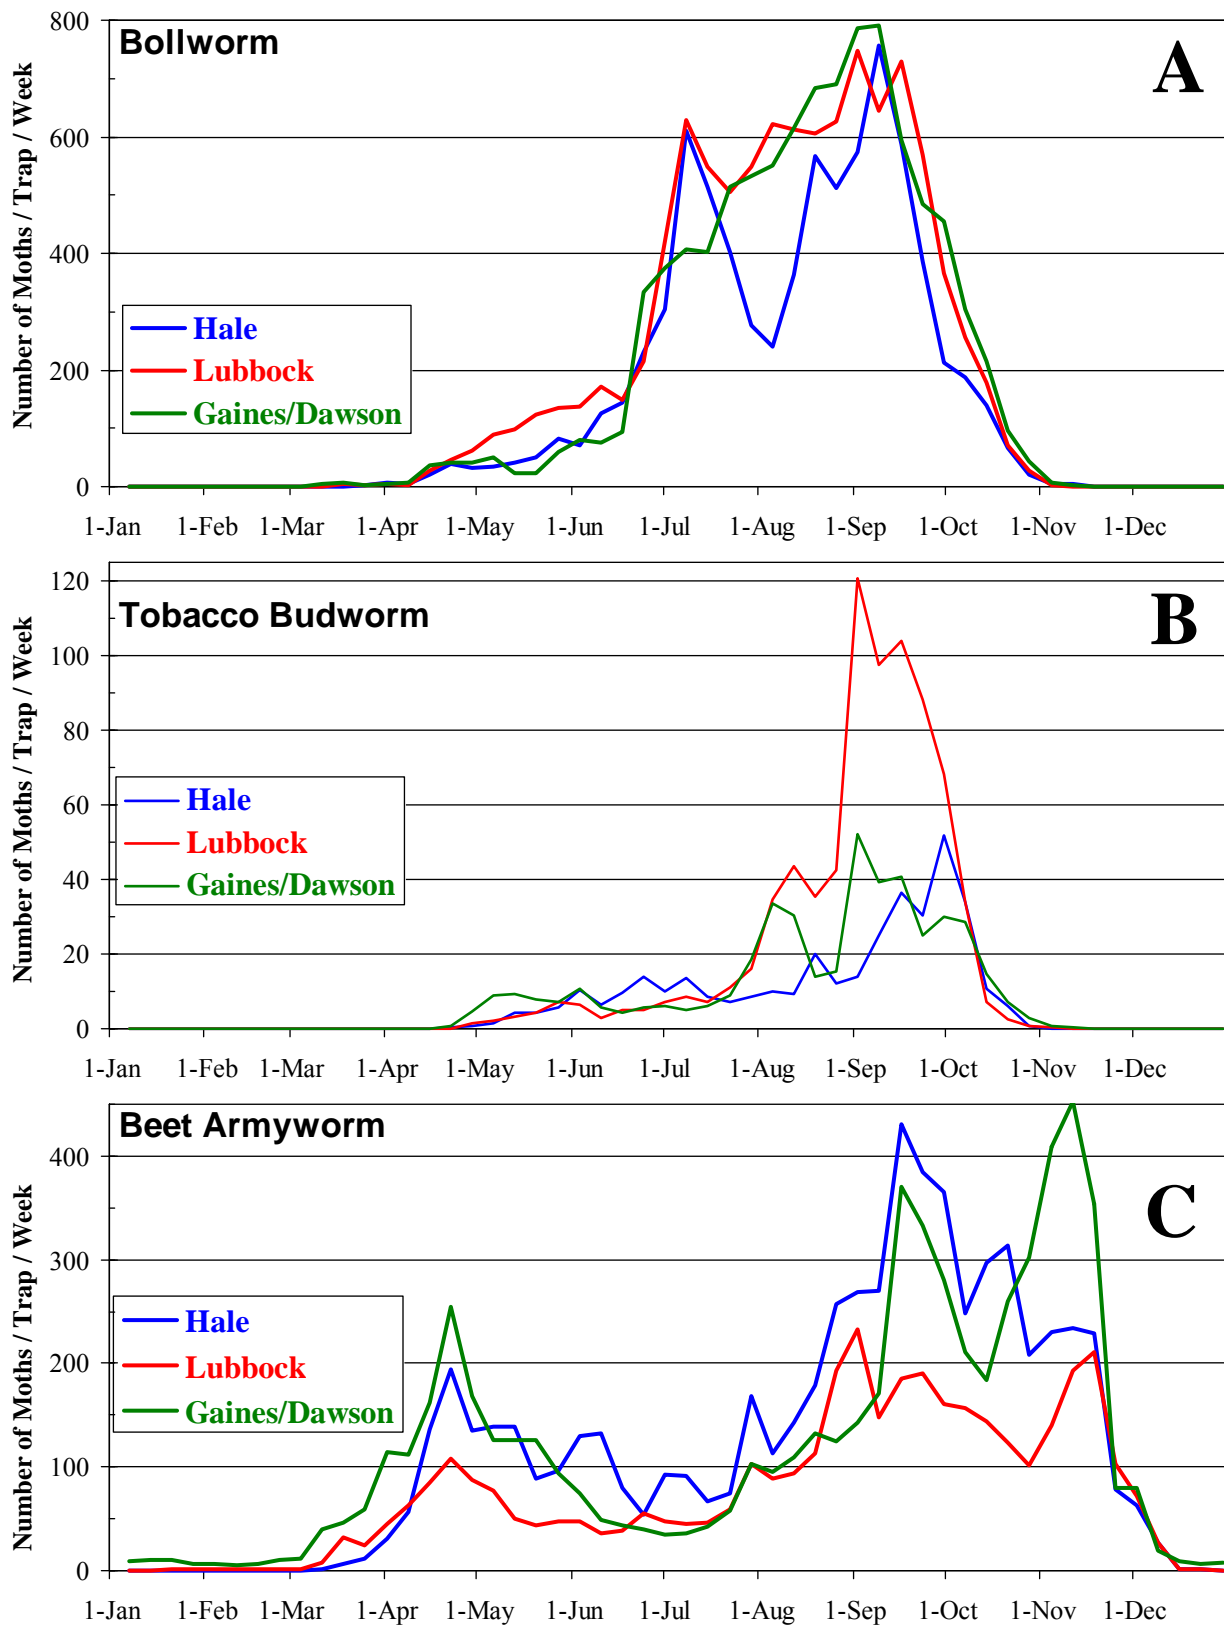 Bollworm
A
Number of Moths / Trap / Week
800
600
400
200
0
Hale
Lubbock
Gaines/Dawson
1-Jan 1-Feb 1-Mar 1-Apr 1-May 1-Jun 1-Jul 1-Aug 1-Sep 1-Oct 1-Nov 1-Dec
Tobacco Budworm
B
Number of Moths / Trap / Week
120
100
80
60
40
20
0
Hale
Lubbock
Gaines/Dawson
1-Jan 1-Feb 1-Mar 1-Apr 1-May 1-Jun 1-Jul 1-Aug 1-Sep 1-Oct 1-Nov 1-Dec
Beet Armyworm
C
Number of Moths / Trap / Week
400
300
200
100
0
Hale
Lubbock
Gaines/Dawson
1-Jan 1-Feb 1-Mar 1-Apr 1-May 1-Jun 1-Jul 1-Aug 1-Sep 1-Oct 1-Nov 1-Dec